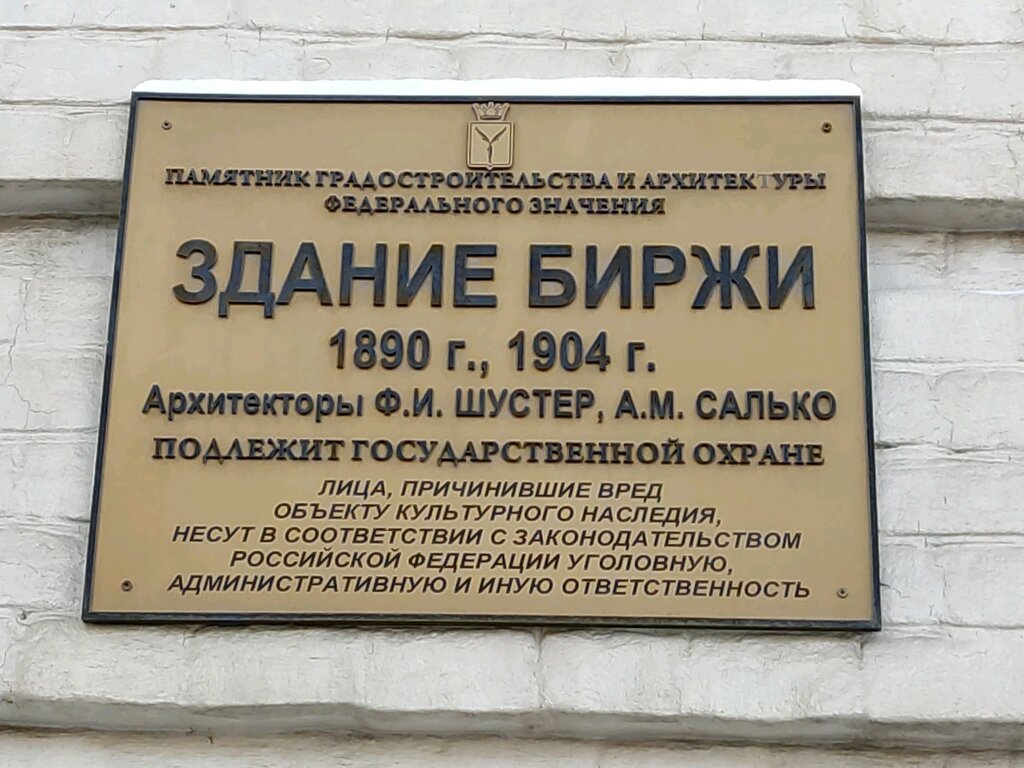 ПАМЯТНИК ГРАДОСТРОИТЕЛЬСТВА И АРХИТЕКТУРЫ
ФЕДЕРАЛЬНОГО ЗНАЧЕНИЯ
ЗДАНИЕ БИРЖИ
1890 г., 1904 г.
Архитекторы Ф.И. ШУСТЕР, А.М. САЛЬКО
ПОДЛЕЖИТ ГОСУДАРСТВЕННОЙ ОХРАНЕ
ЛИЦА, ПРИЧИНИВШИЕ ВРЕД
ОБЪЕКТУ КУЛЬТУРНОГО НАСЛЕДИЯ,
НЕСУТ В СООТВЕТСТВИИ С ЗАКОНОДАТЕЛЬСТВОМ
РОССИЙСКОЙ ФЕДЕРАЦИИ УГОЛОВНУЮ,
АДМИНИСТРАТИВНУЮ И ИНУЮ ОТВЕТСТВЕННОСТЬ